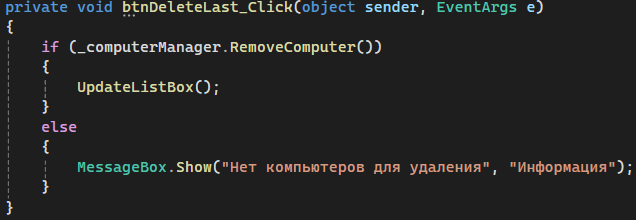 private void btnDeleteLast_Click(object sender, EventArgs e)
{
if (_computerManager.RemoveComputer())
{
UpdateListBox();
}
else
{
MessageBox.Show("Нет компьютеров для удаления", "Информация");
}
}